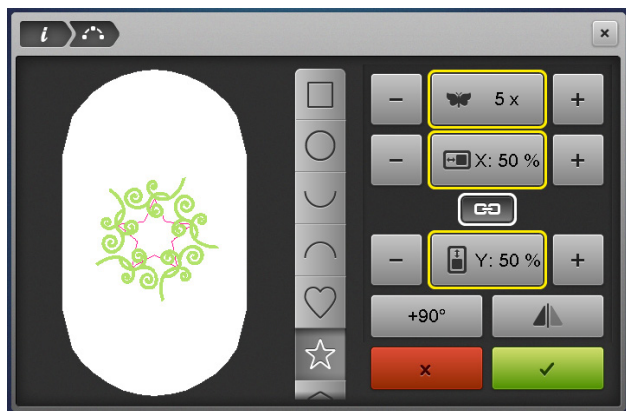 i
×
− 5 x +
− X: 50 % +
− Y: 50 % +
+90°